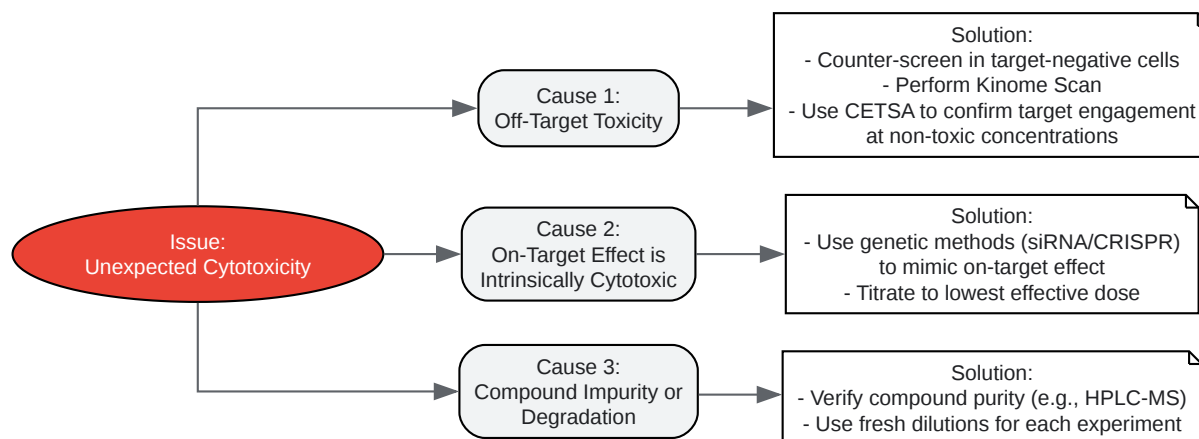 Issue:
Unexpected Cytotoxicity
Cause 1:
Off-Target Toxicity
Solution:
- Counter-screen in target-negative cells
- Perform Kinome Scan
- Use CETSA to confirm target engagement
at non-toxic concentrations
Cause 2:
On-Target Effect is
Intrinsically Cytotoxic
Solution:
- Use genetic methods (siRNA/CRISPR)
to mimic on-target effect
- Titrate to lowest effective dose
Cause 3:
Compound Impurity or
Degradation
Solution:
- Verify compound purity (e.g., HPLC-MS)
- Use fresh dilutions for each experiment